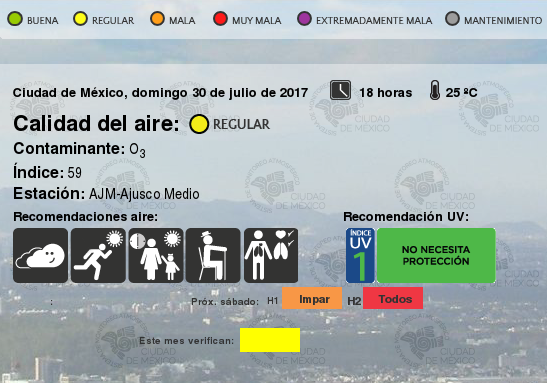 BUENA REGULAR MALA MUY MALA EXTREMADAMENTE MALA MANTENIMIENTO
Ciudad de México, domingo 30 de julio de 2017 18 horas 25 ºC
Calidad del aire: REGULAR
Contaminante: O3
Índice: 59
Estación: AJM-Ajusco Medio
Recomendaciones aire: Recomendación UV:
ÍNDICE
UV
1
NO NECESITA
PROTECCIÓN
: Próx. sábado: H1 Impar H2 Todos
Este mes verifican:
CIUDAD
DE MÉXICO